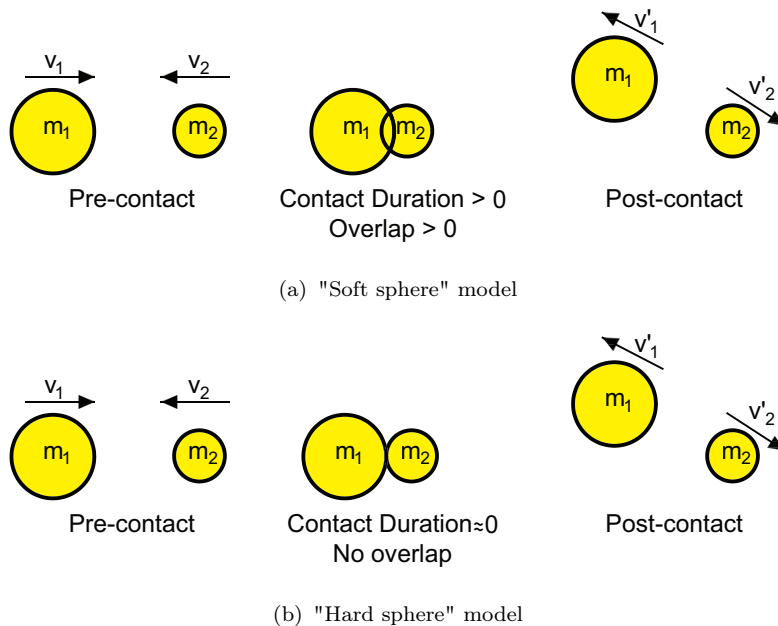 v'1
v1 v2
m1 m2 m1 m2 m1 v'2
m2
Pre-contact Contact Duration > 0 Post-contact
Overlap > 0
(a) "Soft sphere" model
v'1
v1 v2
m1 m2 m1 m2 m1 v'2
m2
Pre-contact Contact Duration≈0 Post-contact
No overlap
(b) "Hard sphere" model